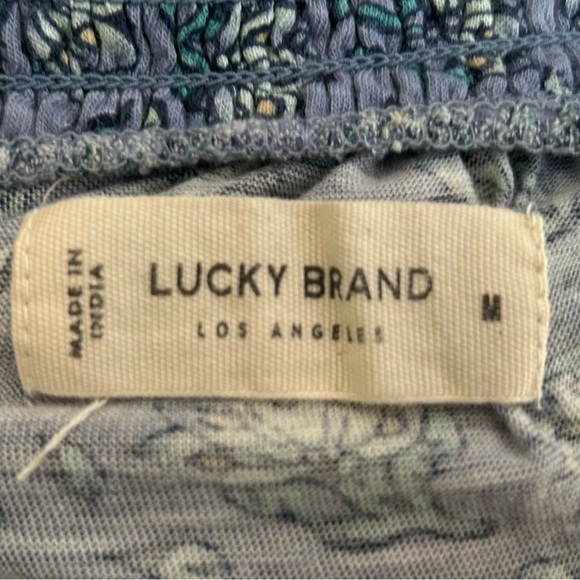 MADE IN
INDIA
LUCKY BRAND
LOS ANGELES
M